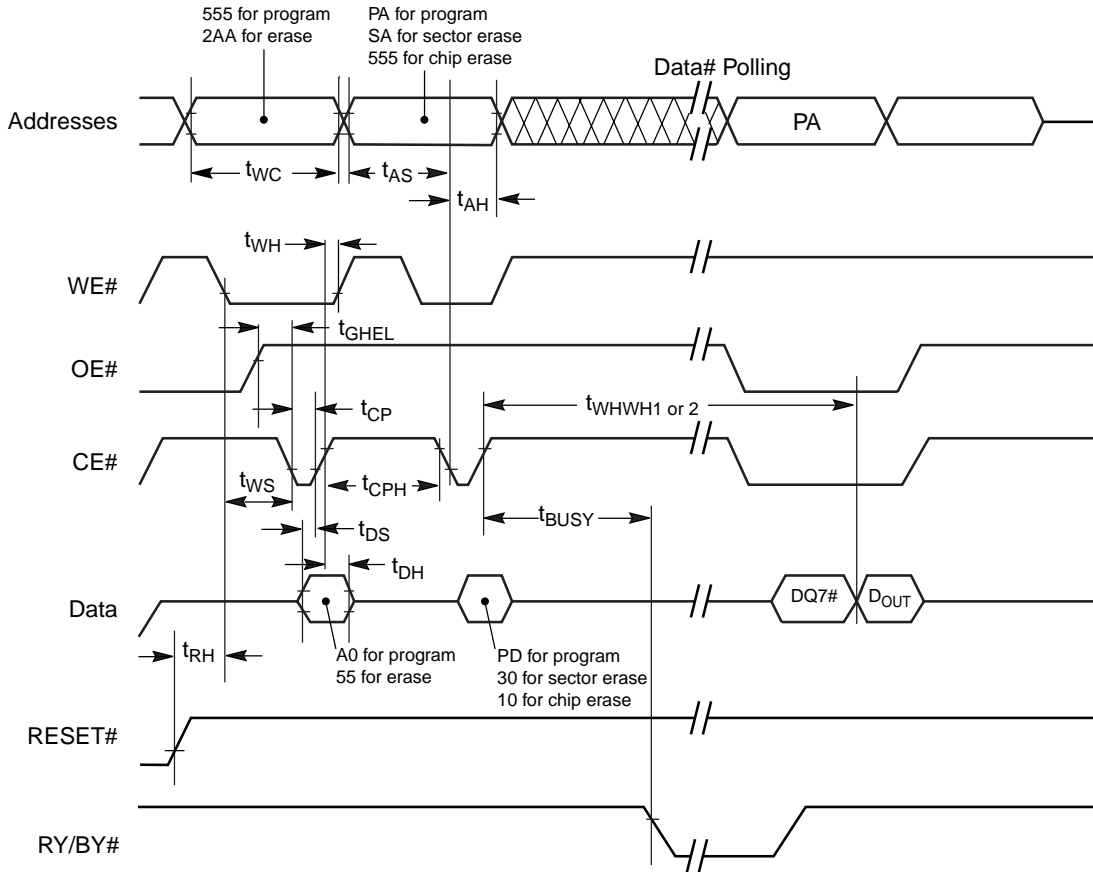 555 for program
2AA for erase
PA for program
SA for sector erase
555 for chip erase
Data# Polling
Addresses
PA
tWC
tAS
tAH
tWH
WE#
tGHEL
OE#
tWHWH1 or 2
tCP
CE#
tWS
tCPH
tBUSY
tDS
tDH
Data
DQ7#
DOUT
tRH
A0 for program
55 for erase
PD for program
30 for sector erase
10 for chip erase
RESET#
RY/BY#